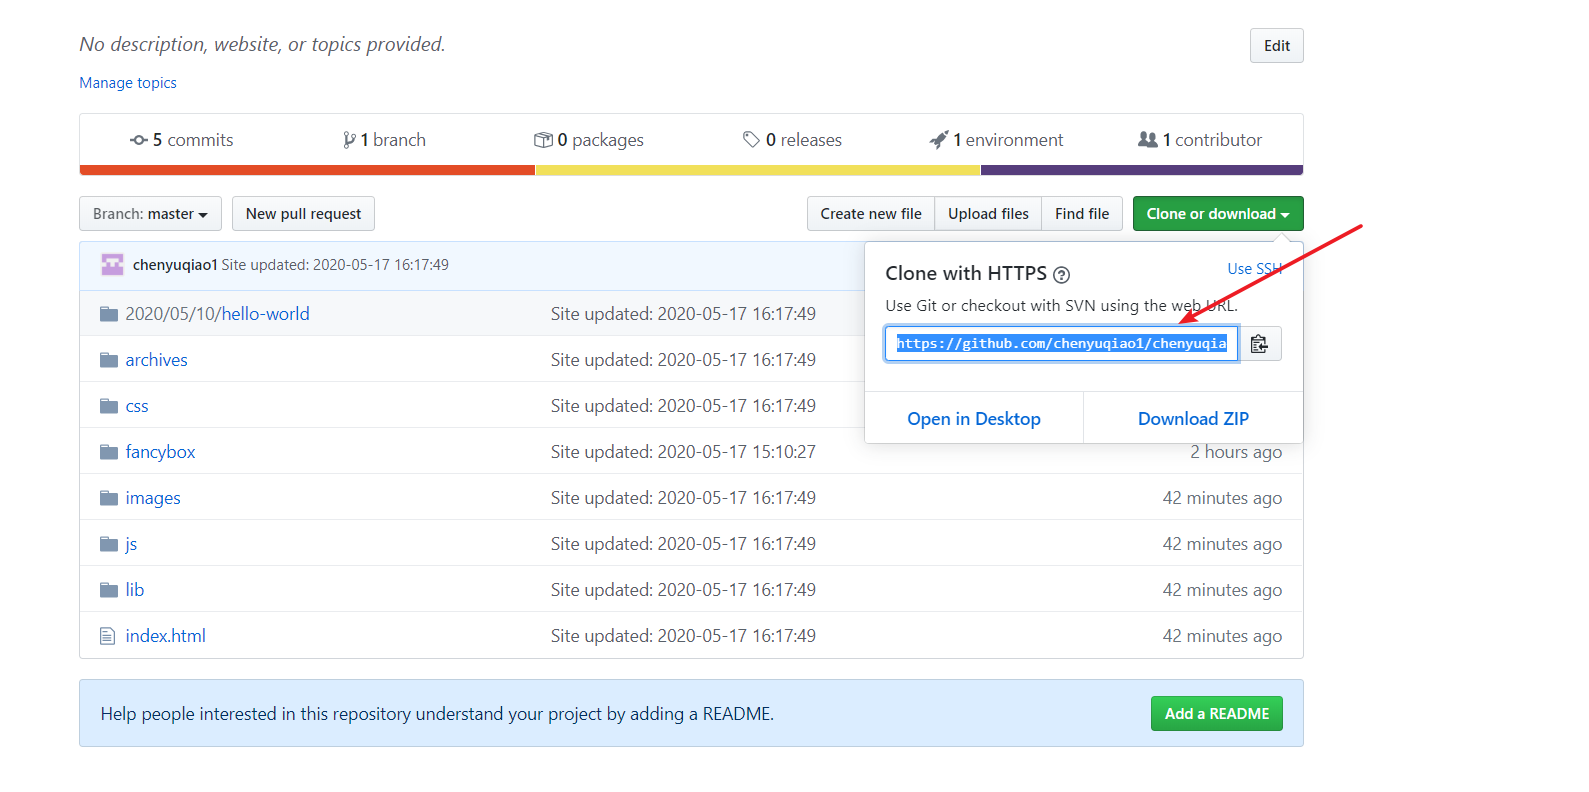 No description, website, or topics provided.
Edit
Manage topics
5 commits 1 branch 0 packages 0 releases 1 environment 1 contributor
Branch: master New pull request Create new file Upload files Find file Clone or download
chenyuqiao1 Site updated: 2020-05-17 16:17:49
Clone with HTTPS Use SSH
Use Git or checkout with SVN using the web URL.
https://github.com/chenyuqiao1/chenyuqia
Open in Desktop Download ZIP
2020/05/10/hello-world Site updated: 2020-05-17 16:17:49
archives Site updated: 2020-05-17 16:17:49
css Site updated: 2020-05-17 16:17:49
fancybox Site updated: 2020-05-17 15:10:27 2 hours ago
images Site updated: 2020-05-17 16:17:49 42 minutes ago
js Site updated: 2020-05-17 16:17:49 42 minutes ago
lib Site updated: 2020-05-17 16:17:49 42 minutes ago
index.html Site updated: 2020-05-17 16:17:49 42 minutes ago
Help people interested in this repository understand your project by adding a README. Add a README